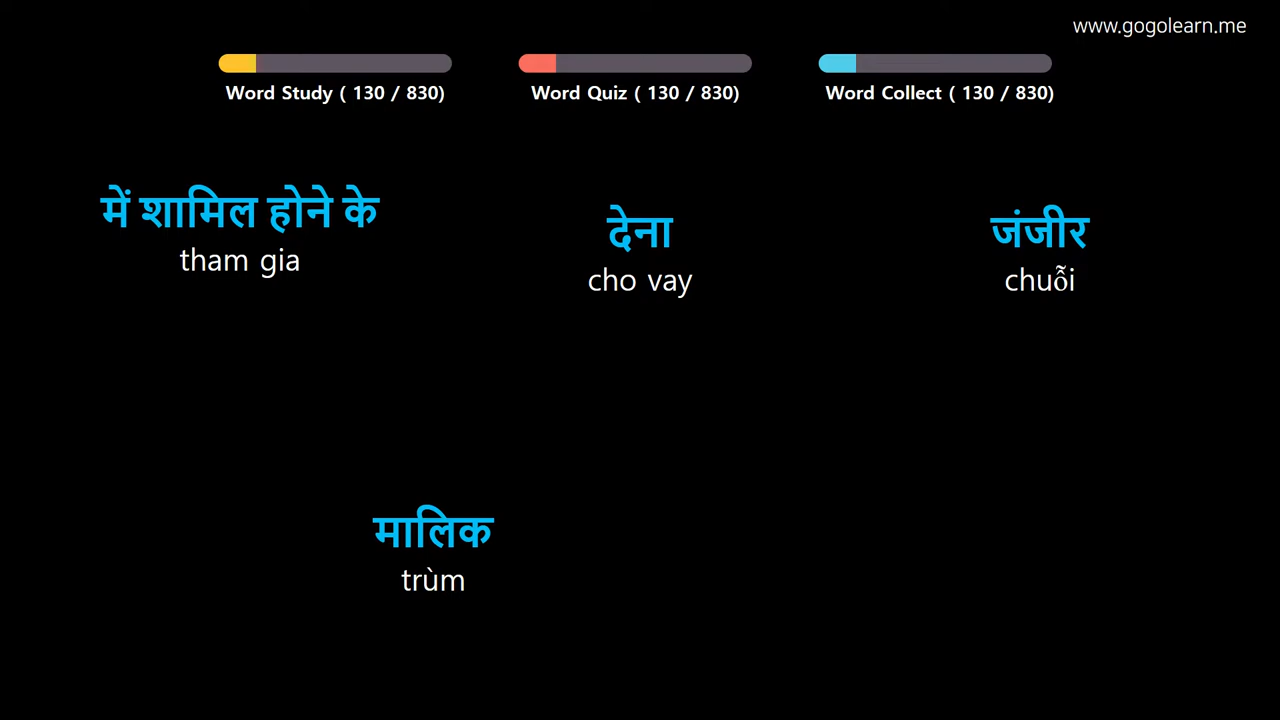 www.gogolearn.me
Word Study ( 130 / 830)
Word Quiz ( 130 / 830)
Word Collect ( 130 / 830)
में शामिल होने के
tham gia
देना
cho vay
जंजीर
chuỗi
मालिक
trùm